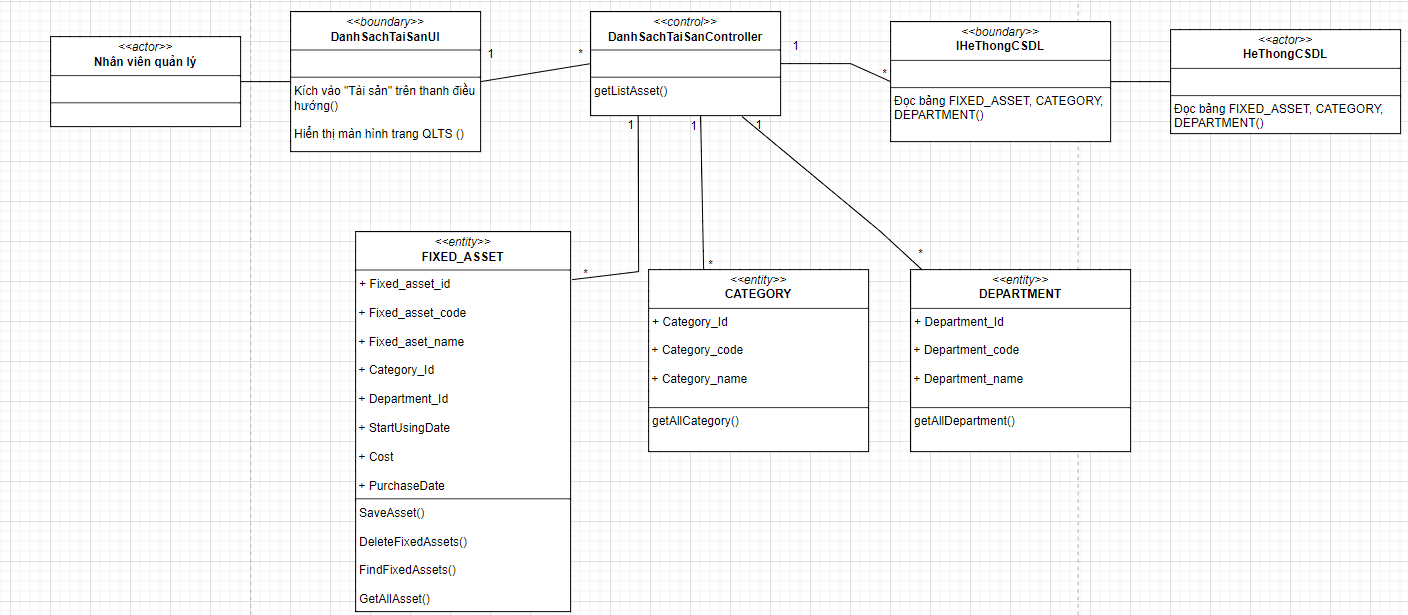 <<actor>>
Nhân viên quản lý
<<boundary>>
DanhSachTaiSanUI
Kích vào "Tài sản" trên thanh điều
hướng()
Hiển thị màn hình trang QLTS ()
1
*
<<control>>
DanhSachTaiSanController
getListAsset()
1
*
<<boundary>>
IHeThongCSDL
Đọc bảng FIXED_ASSET, CATEGORY,
DEPARTMENT()
<<actor>>
HeThongCSDL
Đọc bảng FIXED_ASSET, CATEGORY,
DEPARTMENT()
1
1
1
*
*
*
<<entity>>
FIXED_ASSET
+ Fixed_asset_id
+ Fixed_asset_code
+ Fixed_aset_name
+ Category_Id
+ Department_Id
+ StartUsingDate
+ Cost
+ PurchaseDate
SaveAsset()
DeleteFixedAssets()
FindFixedAssets()
GetAllAsset()
<<entity>>
CATEGORY
+ Category_Id
+ Category_code
+ Category_name
getAllCategory()
<<entity>>
DEPARTMENT
+ Department_Id
+ Department_code
+ Department_name
getAllDepartment()